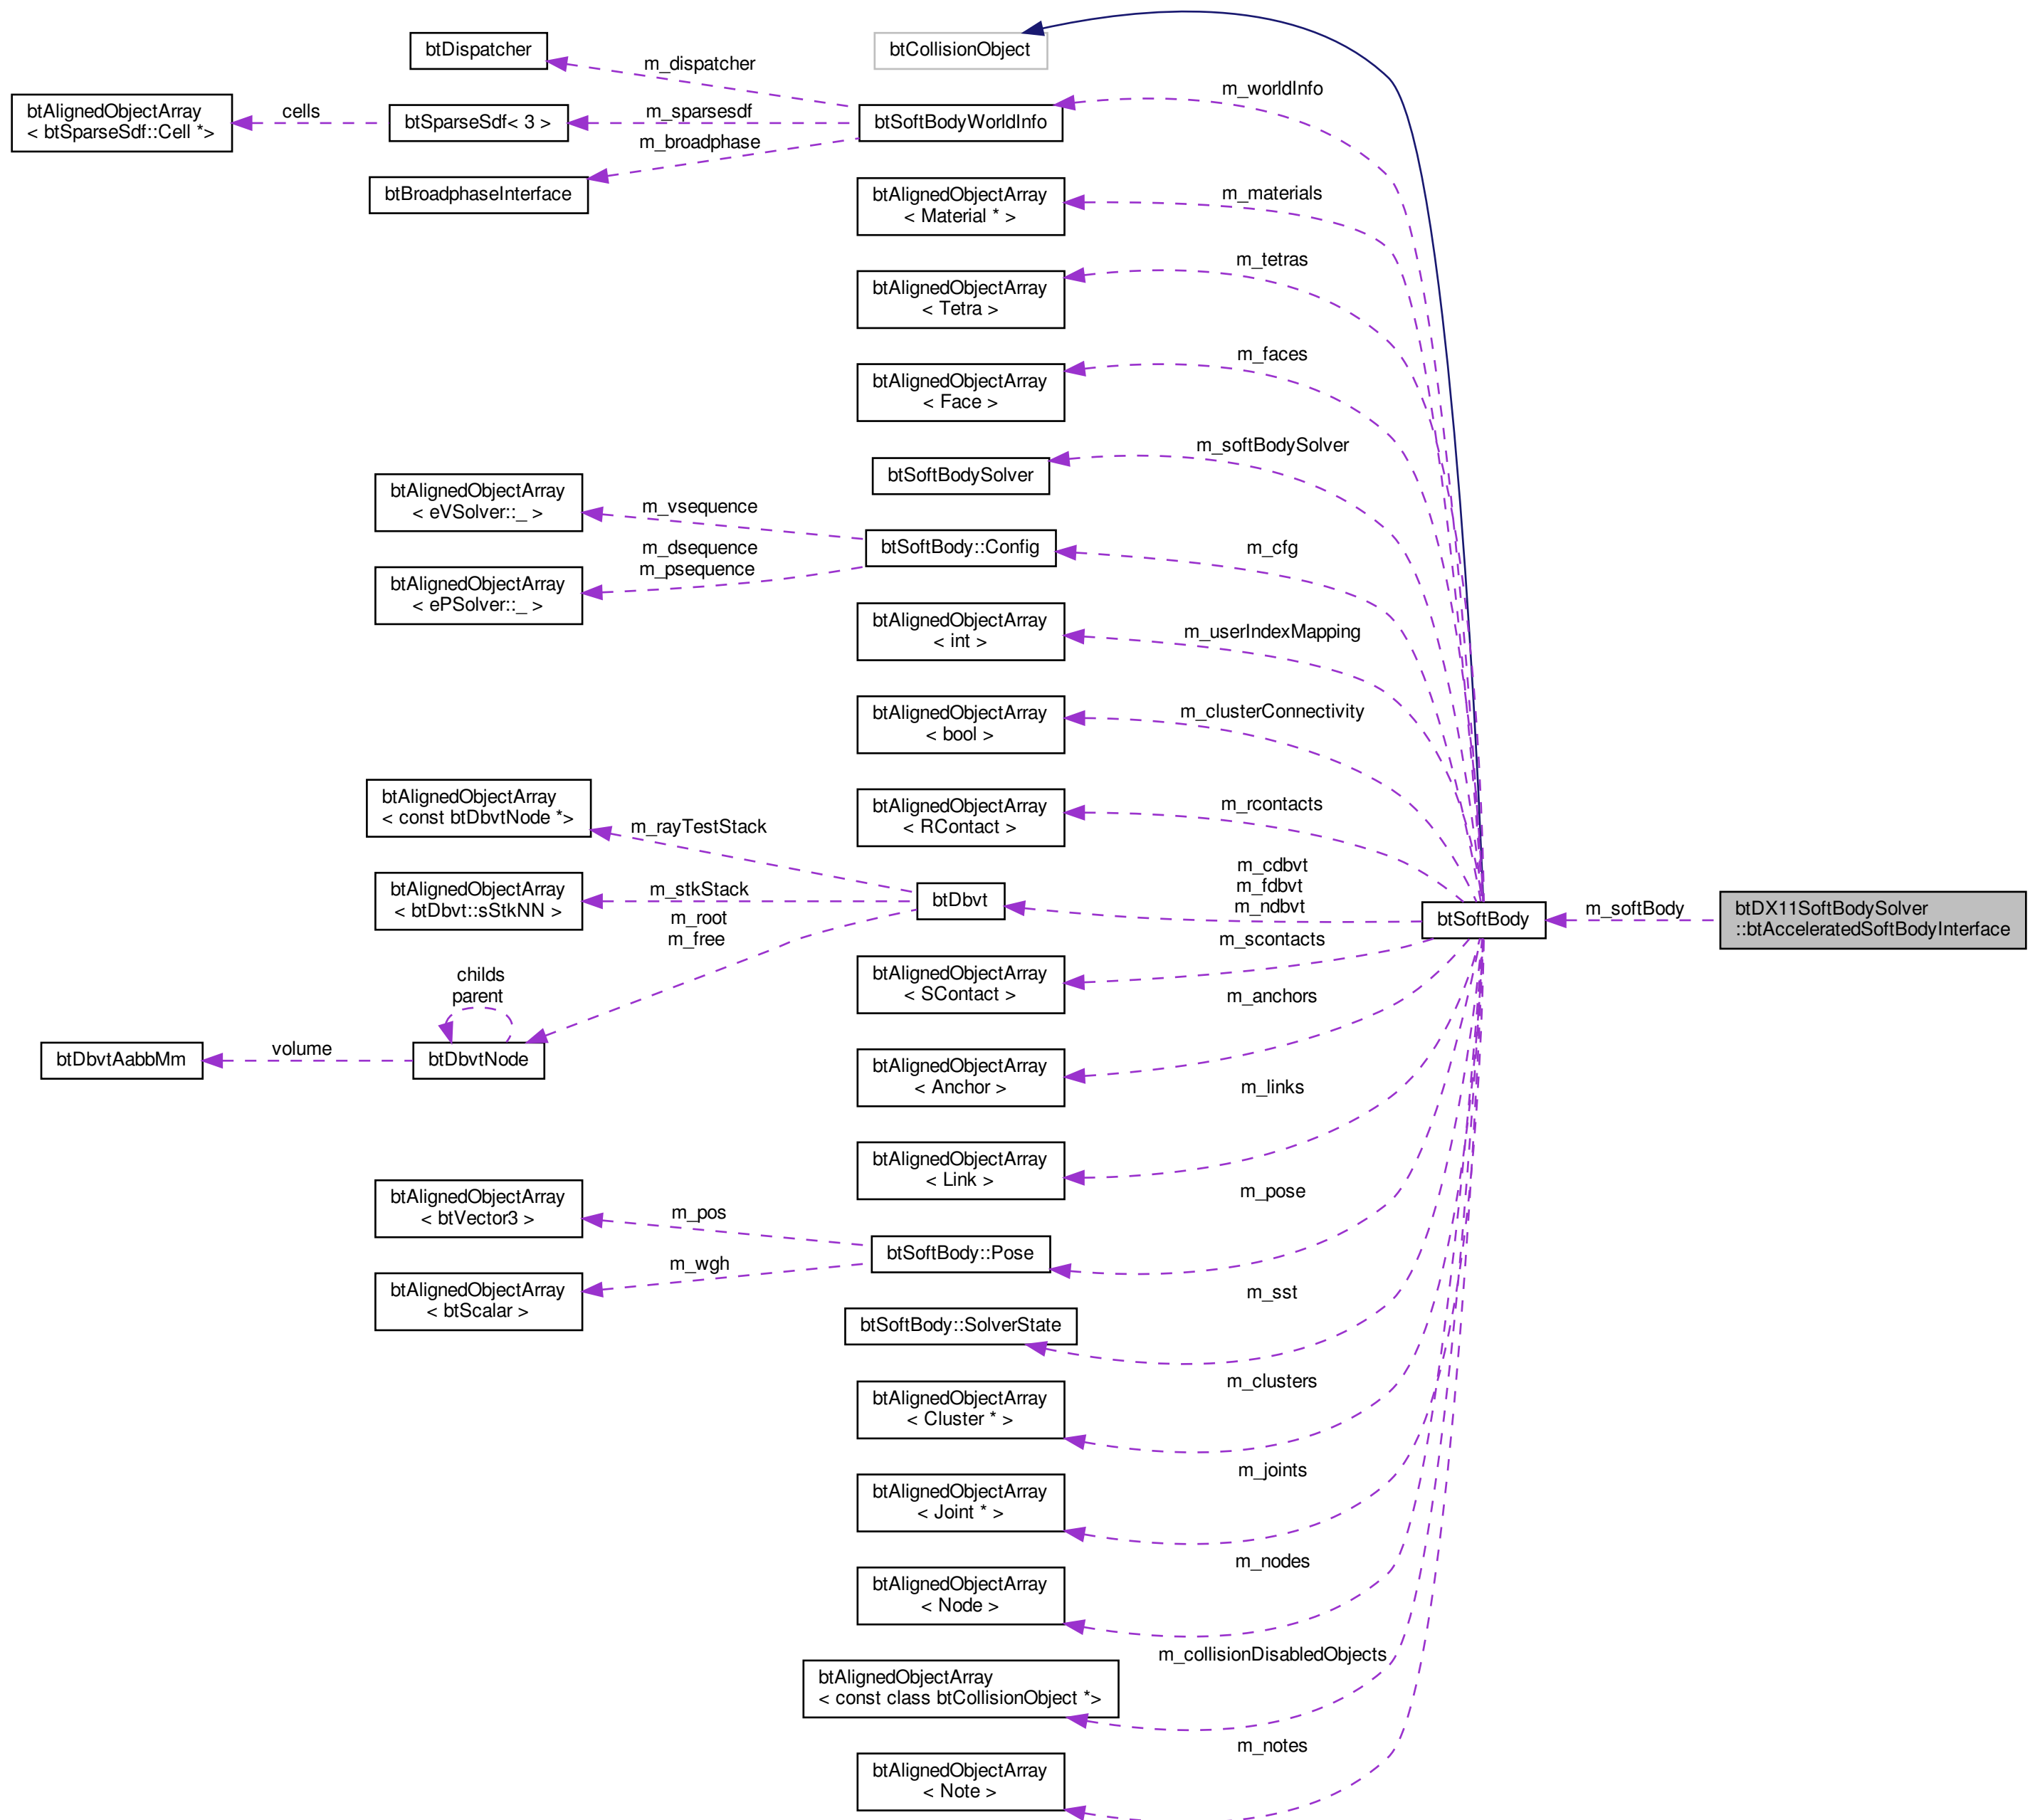 btDispatcher
btCollisionObject
m_dispatcher
m_worldInfo
btAlignedObjectArray
< btSparseSdf::Cell *>
cells
btSparseSdf< 3 >
m_sparsesdf
btSoftBodyWorldInfo
m_broadphase
btBroadphaseInterface
btAlignedObjectArray
< Material * >
m_materials
btAlignedObjectArray
< Tetra >
m_tetras
btAlignedObjectArray
< Face >
m_faces
btSoftBodySolver
m_softBodySolver
btAlignedObjectArray
< eVSolver::_ >
m_vsequence
btSoftBody::Config
m_cfg
m_dsequence
m_psequence
btAlignedObjectArray
< ePSolver::_ >
btAlignedObjectArray
< int >
m_userIndexMapping
btAlignedObjectArray
< bool >
m_clusterConnectivity
btAlignedObjectArray
< const btDbvtNode *>
m_rayTestStack
btAlignedObjectArray
< RContact >
m_rcontacts
btAlignedObjectArray
< btDbvt::sStkNN >
m_stkStack
m_root
m_free
btDbvt
m_cdbvt
m_fdbvt
m_ndbvt
btSoftBody
m_softBody
btDX11SoftBodySolver
::btAcceleratedSoftBodyInterface
btAlignedObjectArray
< SContact >
m_scontacts
childs
parent
btDbvtAabbMm
volume
btDbvtNode
btAlignedObjectArray
< Anchor >
m_anchors
btAlignedObjectArray
< Link >
m_links
btAlignedObjectArray
< btVector3 >
m_pos
btSoftBody::Pose
m_pose
m_wgh
btAlignedObjectArray
< btScalar >
btSoftBody::SolverState
m_sst
btAlignedObjectArray
< Cluster * >
m_clusters
btAlignedObjectArray
< Joint * >
m_joints
btAlignedObjectArray
< Node >
m_nodes
btAlignedObjectArray
< const class btCollisionObject *>
m_collisionDisabledObjects
btAlignedObjectArray
< Note >
m_notes